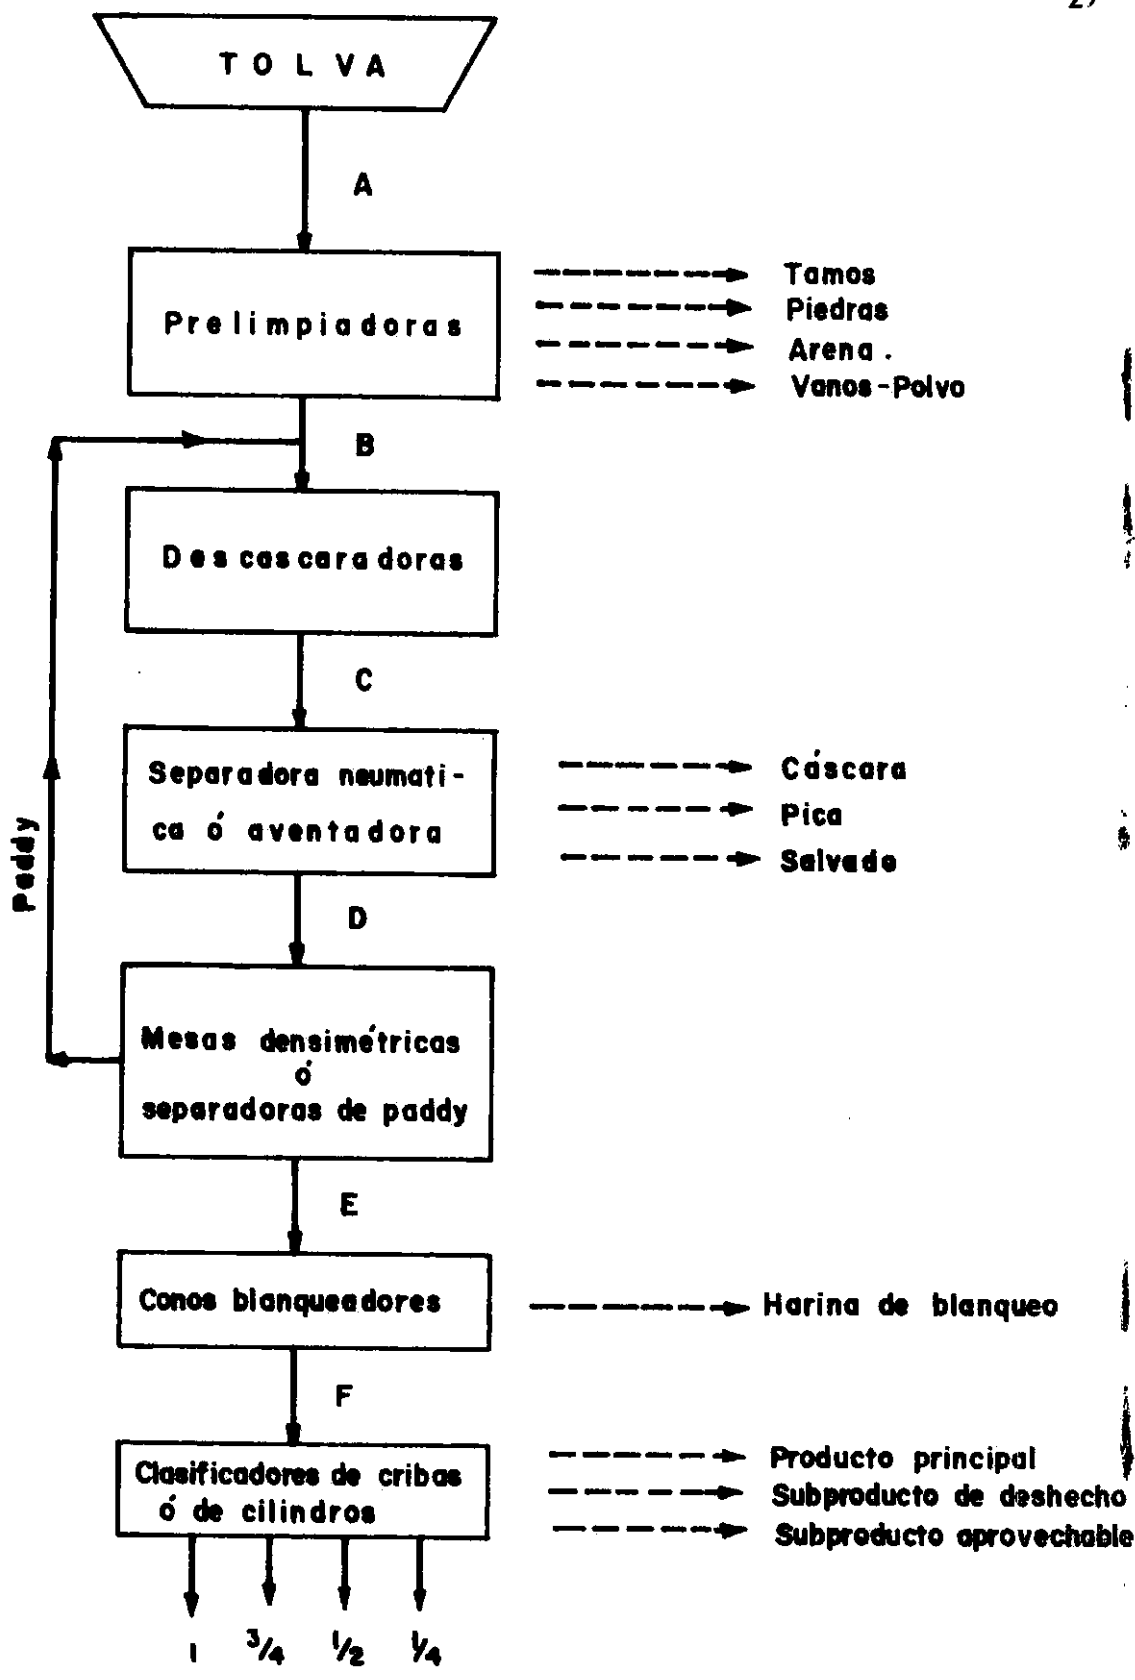 TOLVA
A
Prelimpiadoras
Tamos
Piedras
Arena.
Vanos-Polvo
B
Descascaradoras
C
Separadora neumati-
ca ó aventadora
Cáscara
Pica
Salvado
Paddy
D
Mesas densimétricas
ó
separadoras de paddy
E
Conos blanqueadores
Harina de blanqueo
F
Clasificadores de cribas
ó de cilindros
Producto principal
Subproducto de deshecho
Subproducto aprovechable
1 3/4 1/2 1/4